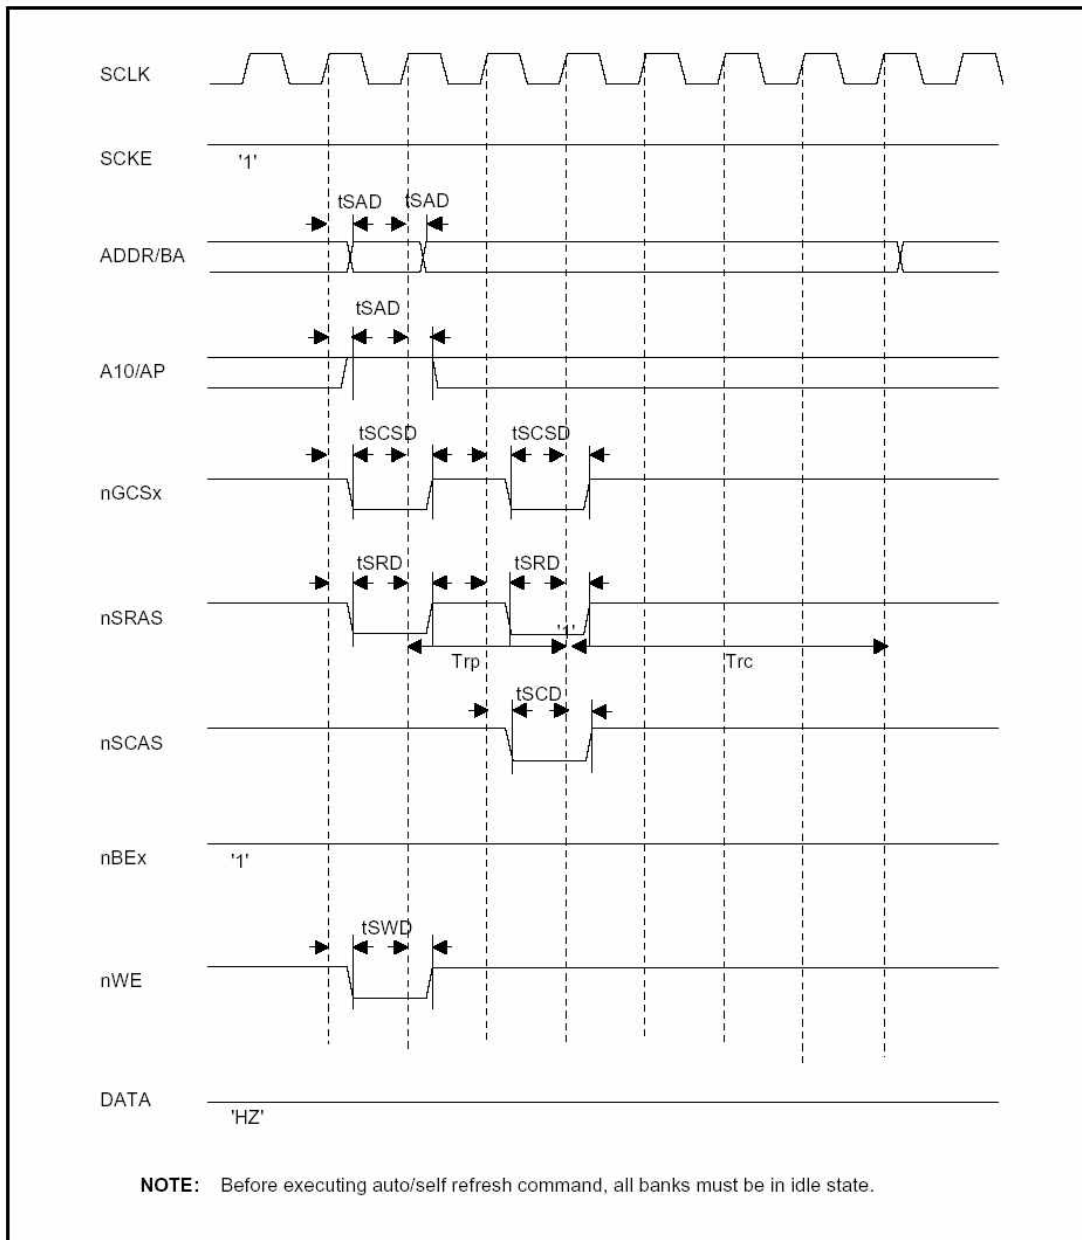 SCLK
SCKE
'1'
tSAD tSAD
ADDR/BA
tSAD
A10/AP
tSCSD tSCSD
nGCSx
tSRD tSRD
nSRAS
'1'
Trp Trc
tSCD
nSCAS
nBEx
'1'
tSWD
nWE
DATA
'HZ'
NOTE: Before executing auto/self refresh command, all banks must be in idle state.